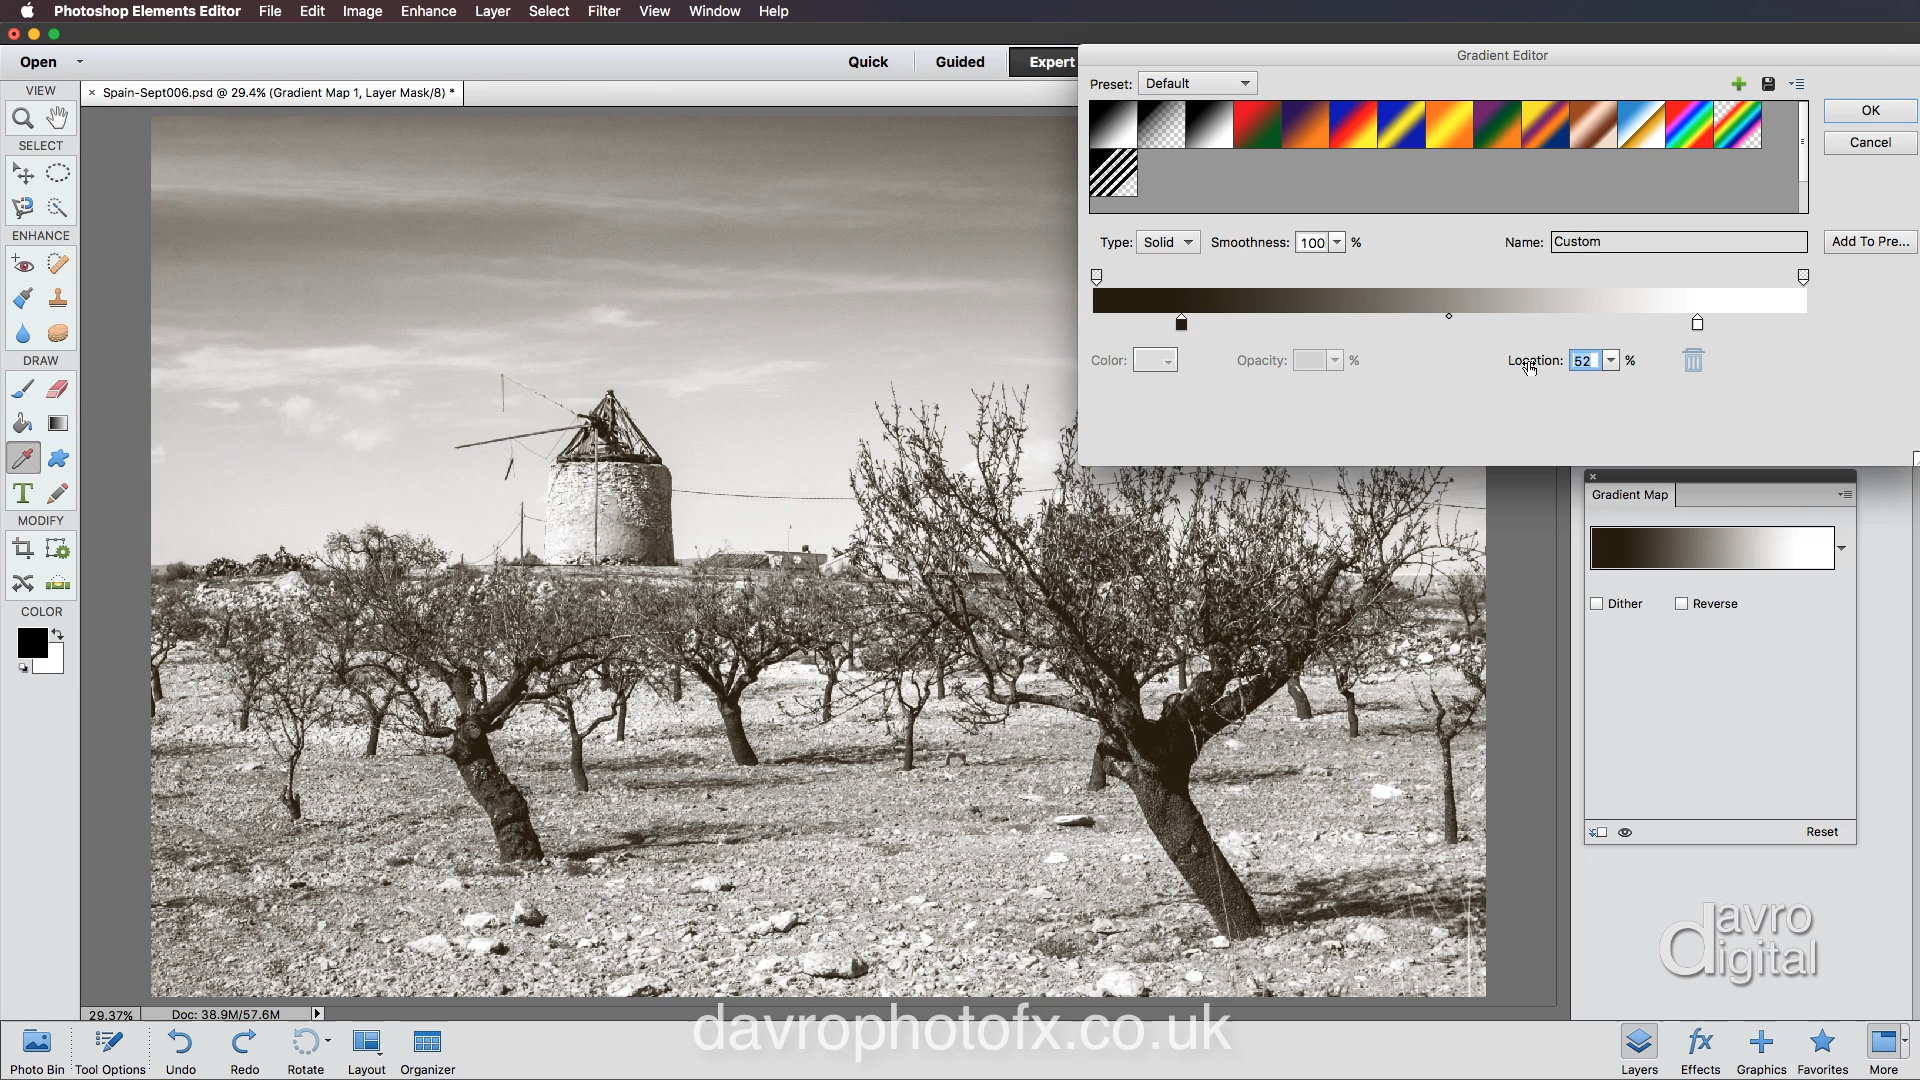 Photoshop Elements Editor File Edit Image Enhance Layer Select Filter View Window Help
Open Quick Guided Expert
Gradient Editor
× Spain-Sept006.psd @ 29.4% (Gradient Map 1, Layer Mask/8) *
Preset: Default
OK
Cancel
Type: Solid Smoothness: 100 % Name: Custom Add To Pre...
Color: Opacity: % Location: 52 %
VIEW
SELECT
ENHANCE
DRAW
T
MODIFY
COLOR
Gradient Map
Dither Reverse
Reset
davro
digital
29.37% Doc: 38.9M/57.6M
davrophotofx.co.uk
fx
Photo Bin Tool Options Undo Redo Rotate Layout Organizer Layers Effects Graphics Favorites More